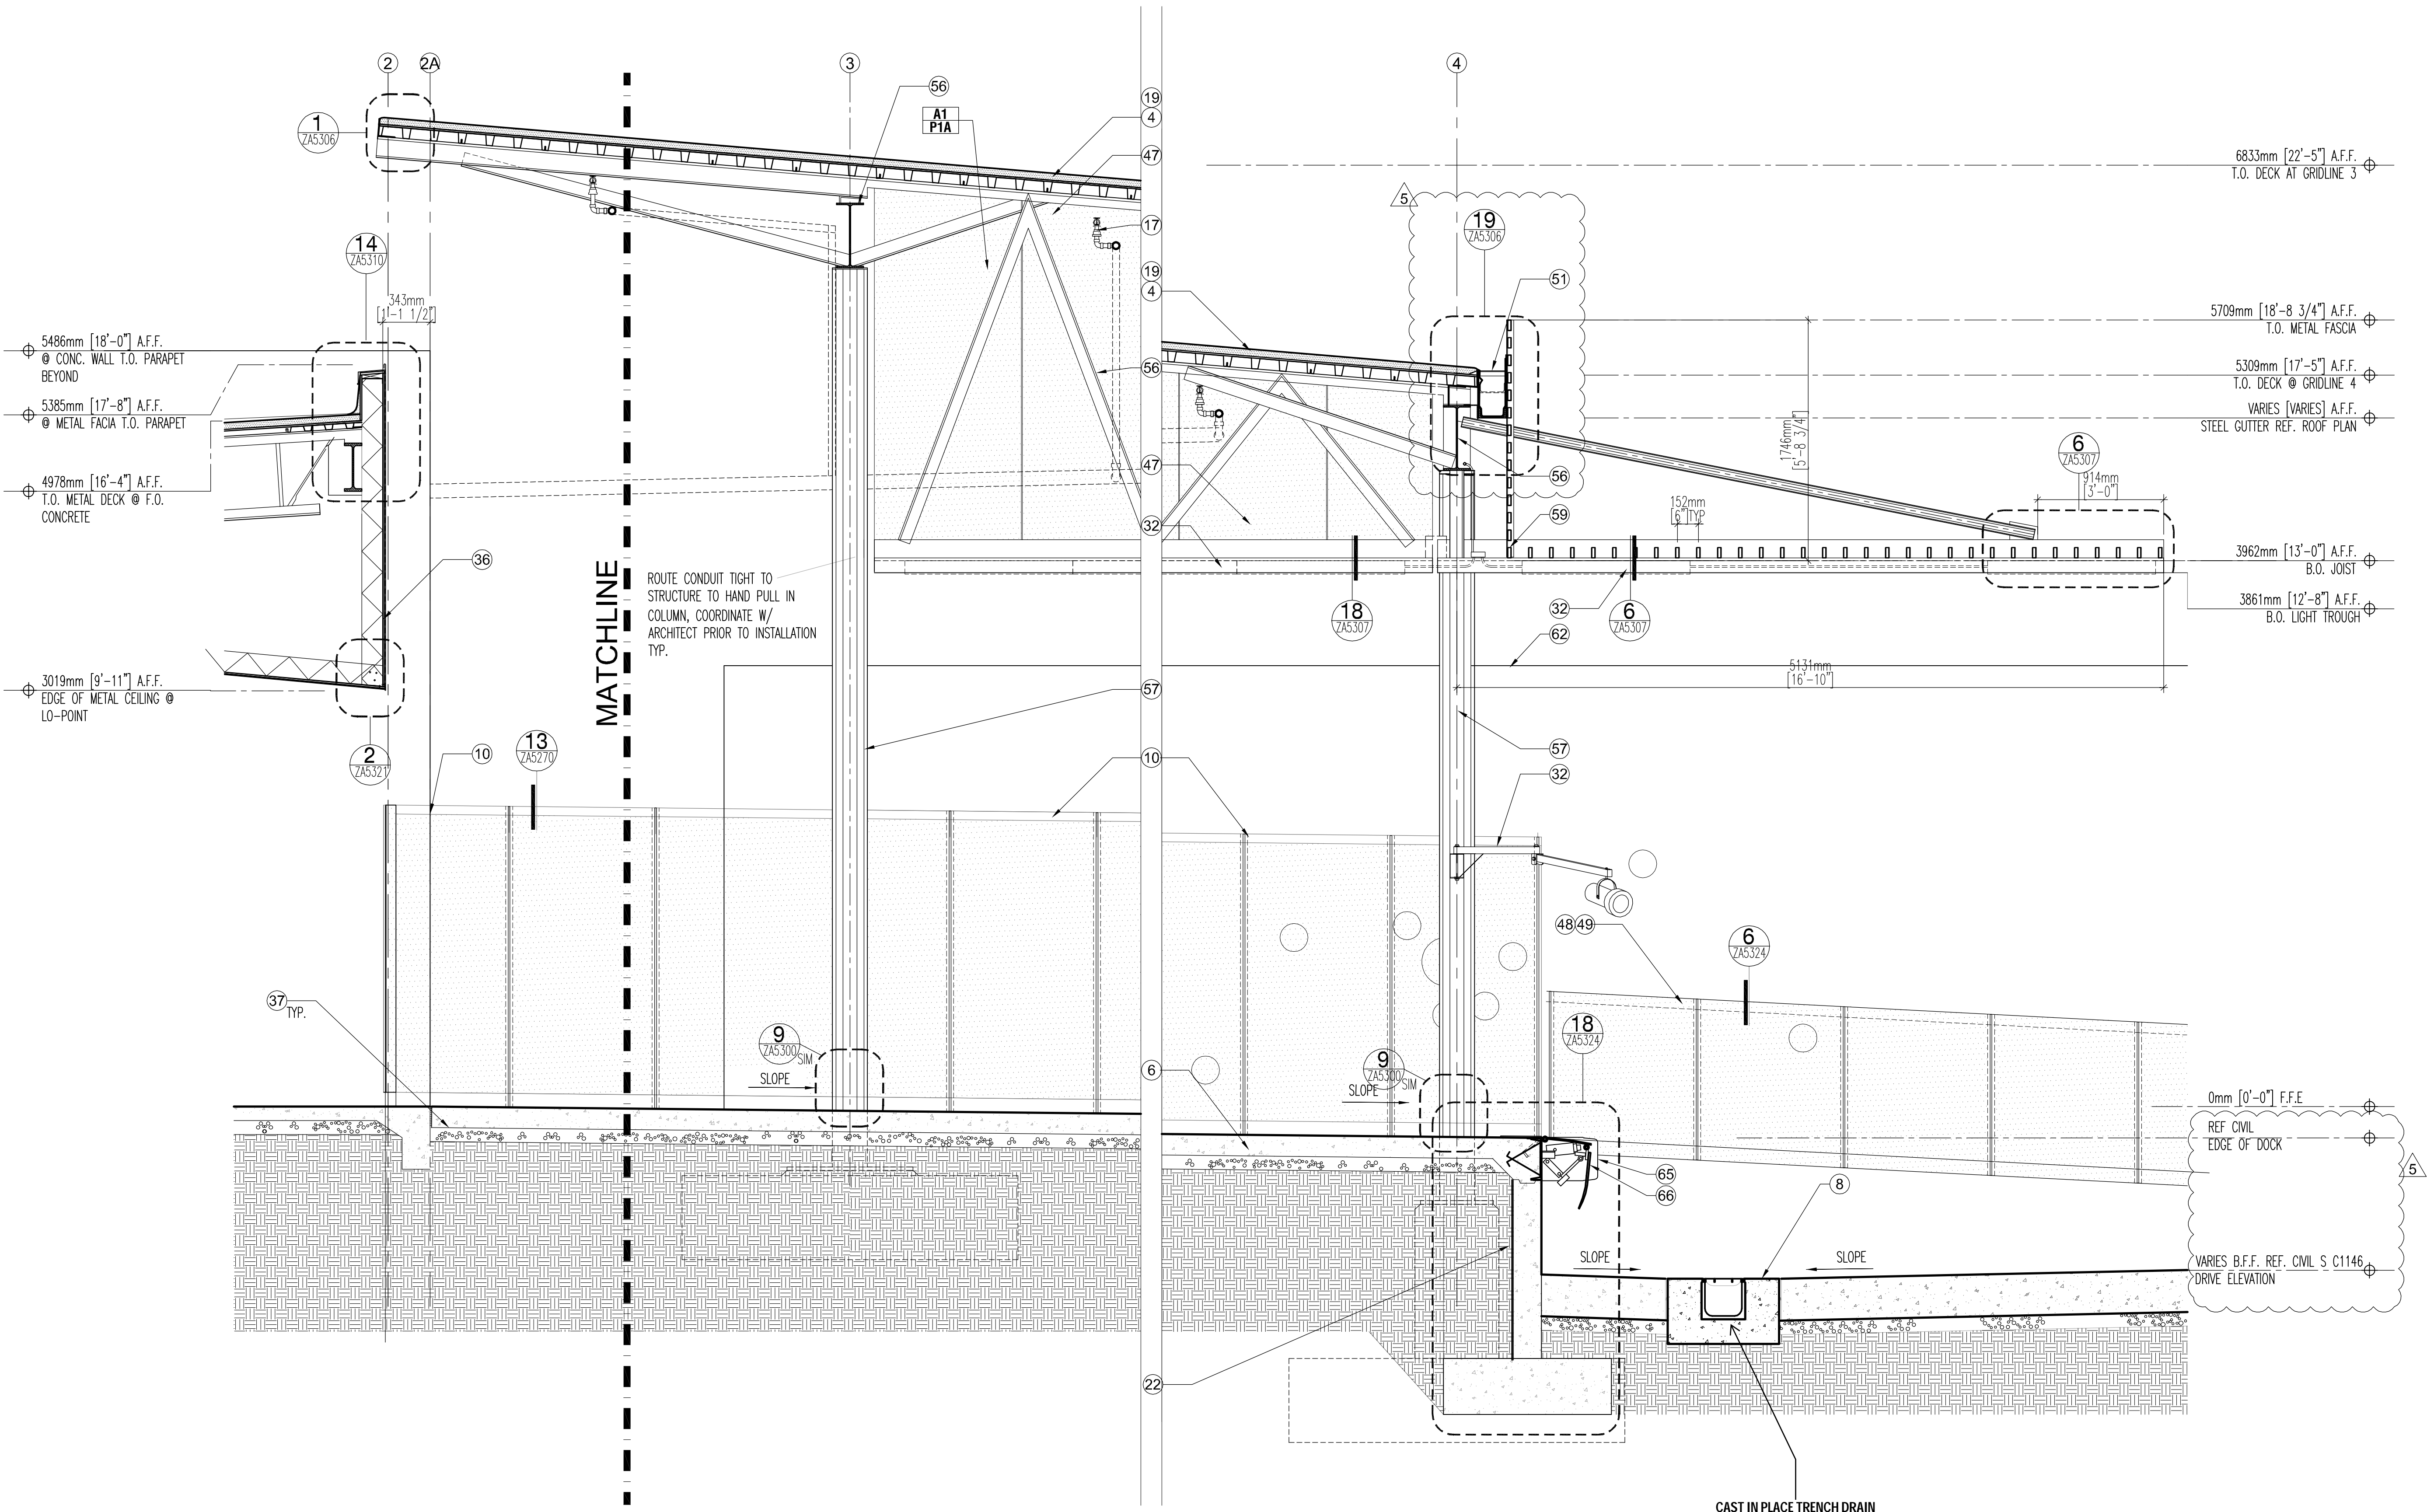 2
2A
3
4
56
A1
P1A
19
4
47
17
19
4
56
47
32
57
10
6
22
1
ZA5306
14
ZA5310
343mm
[1'-1 1/2"]
5486mm [18'-0"] A.F.F.
@ CONC. WALL T.O. PARAPET
BEYOND
5385mm [17'-8"] A.F.F.
@ METAL FACIA T.O. PARAPET
4978mm [16'-4"] A.F.F.
T.O. METAL DECK @ F.O.
CONCRETE
36
3019mm [9'-11"] A.F.F.
EDGE OF METAL CEILING @
LO-POINT
2
ZA5321
10
13
ZA5270
MATCHLINE
ROUTE CONDUIT TIGHT TO
STRUCTURE TO HAND PULL IN
COLUMN, COORDINATE W/
ARCHITECT PRIOR TO INSTALLATION
TYP.
37
TYP.
9
ZA5300
SIM
SLOPE
5
19
ZA5306
51
56
59
1746mm
[5'-8 3/4"]
152mm
[6"]TYP
6
ZA5307
914mm
[3'-0"]
18
ZA5307
32
6
ZA5307
62
5131mm
[16'-10"]
57
32
48 49
6
ZA5324
18
ZA5324
9
ZA5300
SIM
SLOPE
65
66
8
SLOPE
SLOPE
CAST IN PLACE TRENCH DRAIN
6833mm [22'-5"] A.F.F.
T.O. DECK AT GRIDLINE 3
5709mm [18'-8 3/4"] A.F.F.
T.O. METAL FASCIA
5309mm [17'-5"] A.F.F.
T.O. DECK @ GRIDLINE 4
VARIES [VARIES] A.F.F.
STEEL GUTTER REF. ROOF PLAN
3962mm [13'-0"] A.F.F.
B.O. JOIST
3861mm [12'-8"] A.F.F.
B.O. LIGHT TROUGH
0mm [0'-0"] F.F.E
REF CIVIL
EDGE OF DOCK
5
VARIES B.F.F. REF. CIVIL S C1146
DRIVE ELEVATION